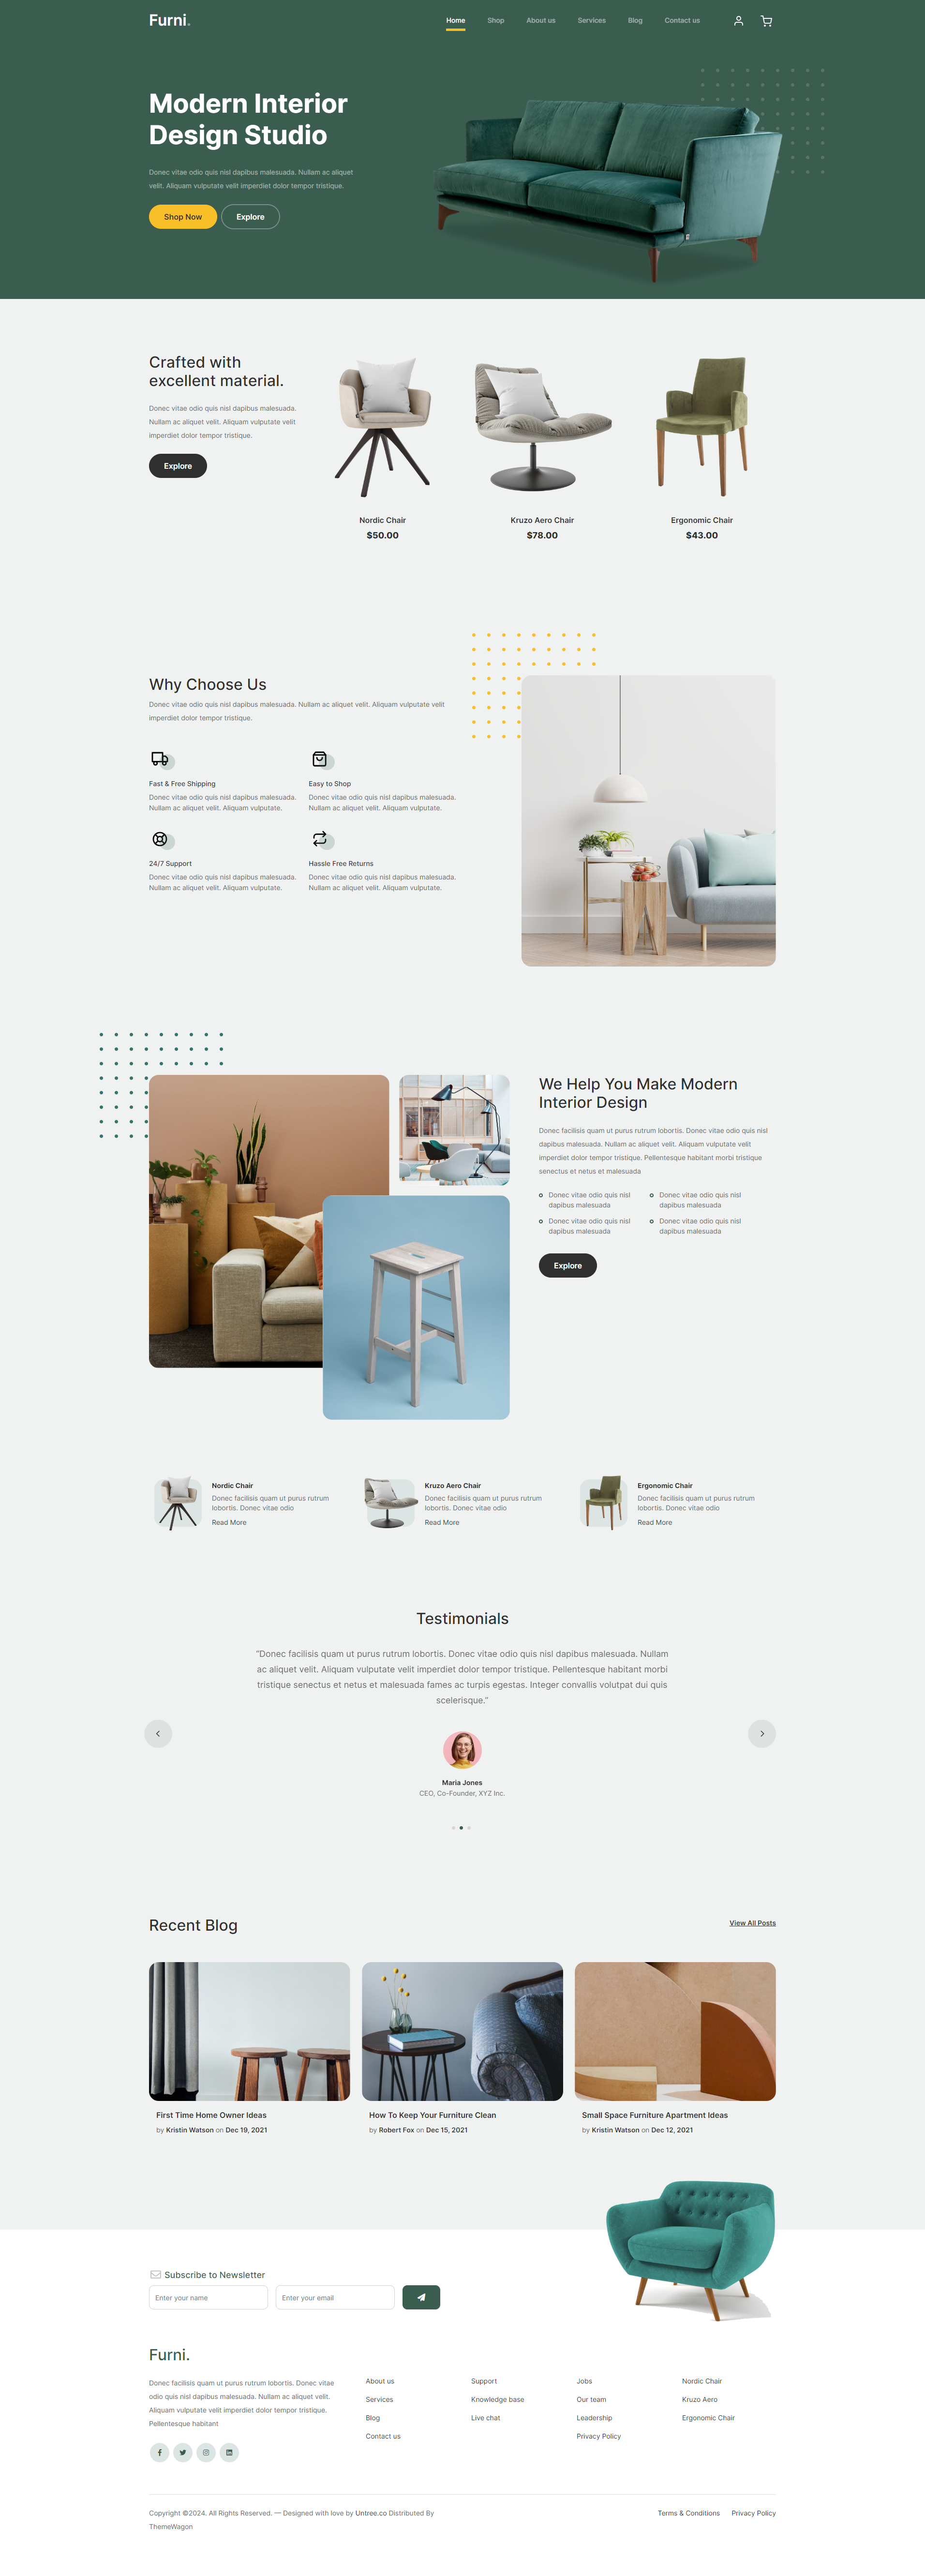 Furni.
Home Shop About us Services Blog Contact us
Modern Interior
Design Studio
Donec vitae odio quis nisl dapibus malesuada. Nullam ac aliquet
velit. Aliquam vulputate velit imperdiet dolor tempor tristique.
Shop Now Explore
Crafted with
excellent material.
Donec vitae odio quis nisl dapibus malesuada.
Nullam ac aliquet velit. Aliquam vulputate velit
imperdiet dolor tempor tristique.
Explore
Nordic Chair
$50.00
Kruzo Aero Chair
$78.00
Ergonomic Chair
$43.00
Why Choose Us
Donec vitae odio quis nisl dapibus malesuada. Nullam ac aliquet velit. Aliquam vulputate velit
imperdiet dolor tempor tristique.
Fast & Free Shipping
Donec vitae odio quis nisl dapibus malesuada.
Nullam ac aliquet velit. Aliquam vulputate.
Easy to Shop
Donec vitae odio quis nisl dapibus malesuada.
Nullam ac aliquet velit. Aliquam vulputate.
24/7 Support
Donec vitae odio quis nisl dapibus malesuada.
Nullam ac aliquet velit. Aliquam vulputate.
Hassle Free Returns
Donec vitae odio quis nisl dapibus malesuada.
Nullam ac aliquet velit. Aliquam vulputate.
We Help You Make Modern
Interior Design
Donec facilisis quam ut purus rutrum lobortis. Donec vitae odio quis nisl
dapibus malesuada. Nullam ac aliquet velit. Aliquam vulputate velit
imperdiet dolor tempor tristique. Pellentesque habitant morbi tristique
senectus et netus et malesuada
Donec vitae odio quis nisl
dapibus malesuada
Donec vitae odio quis nisl
dapibus malesuada
Donec vitae odio quis nisl
dapibus malesuada
Donec vitae odio quis nisl
dapibus malesuada
Explore
Nordic Chair
Donec facilisis quam ut purus rutrum
lobortis. Donec vitae odio
Read More
Kruzo Aero Chair
Donec facilisis quam ut purus rutrum
lobortis. Donec vitae odio
Read More
Ergonomic Chair
Donec facilisis quam ut purus rutrum
lobortis. Donec vitae odio
Read More
Testimonials
“Donec facilisis quam ut purus rutrum lobortis. Donec vitae odio quis nisl dapibus malesuada. Nullam
ac aliquet velit. Aliquam vulputate velit imperdiet dolor tempor tristique. Pellentesque habitant morbi
tristique senectus et netus et malesuada fames ac turpis egestas. Integer convallis volutpat dui quis
scelerisque.”
Maria Jones
CEO, Co-Founder, XYZ Inc.
Recent Blog
View All Posts
First Time Home Owner Ideas
by Kristin Watson on Dec 19, 2021
How To Keep Your Furniture Clean
by Robert Fox on Dec 15, 2021
Small Space Furniture Apartment Ideas
by Kristin Watson on Dec 12, 2021
Subscribe to Newsletter
Enter your name
Enter your email
Furni.
Donec facilisis quam ut purus rutrum lobortis. Donec vitae
odio quis nisl dapibus malesuada. Nullam ac aliquet velit.
Aliquam vulputate velit imperdiet dolor tempor tristique.
Pellentesque habitant
About us
Services
Blog
Contact us
Support
Knowledge base
Live chat
Jobs
Our team
Leadership
Privacy Policy
Nordic Chair
Kruzo Aero
Ergonomic Chair
Copyright ©2024. All Rights Reserved. — Designed with love by Untree.co Distributed By
ThemeWagon
Terms & Conditions Privacy Policy